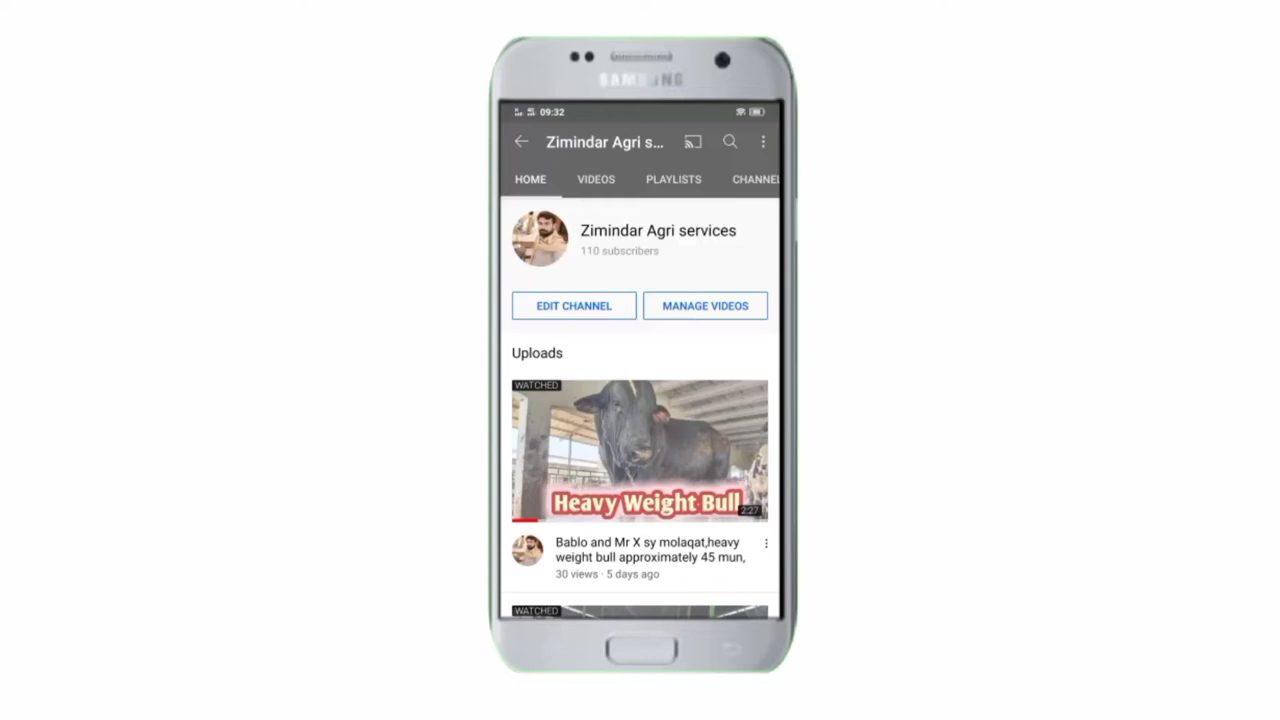 SAMSUNG
09:32
Zimindar Agri s...
HOME VIDEOS PLAYLISTS CHANNEL
Zimindar Agri services
110 subscribers
EDIT CHANNEL MANAGE VIDEOS
Uploads
WATCHED
Heavy Weight Bull
2:27
Bablo and Mr X sy molaqat,heavy
weight bull approximately 45 mun,
30 views · 5 days ago
WATCHED